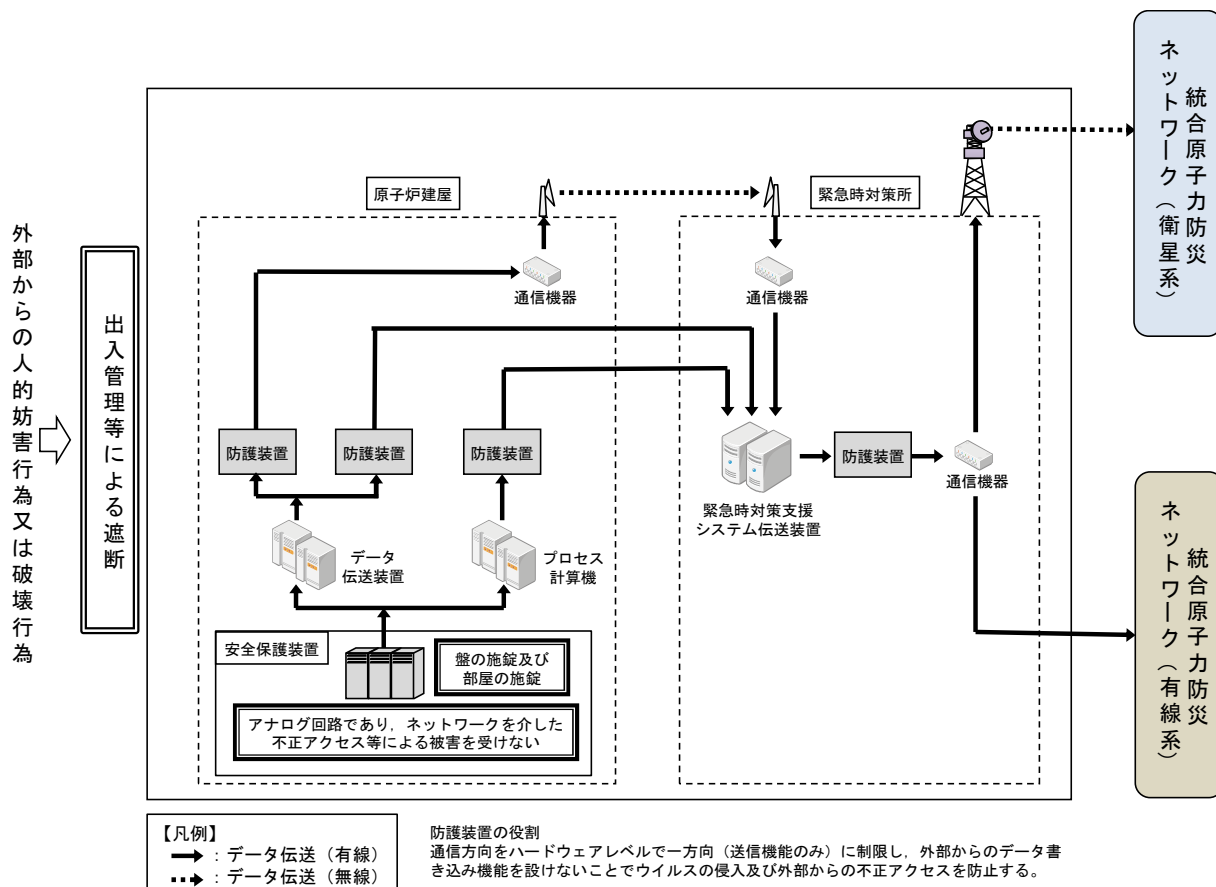 外部からの人的妨害行為又は破壊行為
出入管理等による遮断
原子炉建屋
緊急時対策所
通信機器
通信機器
防護装置
防護装置
防護装置
防護装置
通信機器
緊急時対策支援
システム伝送装置
データ
伝送装置
プロセス
計算機
安全保護装置
盤の施錠及び
部屋の施錠
アナログ回路であり，ネットワークを介した
不正アクセス等による被害を受けない
統合原子力防災
ネットワーク（衛星系）
統合原子力防災
ネットワーク（有線系）
【凡例】
：データ伝送（有線）
：データ伝送（無線）
防護装置の役割
通信方向をハードウェアレベルで一方向（送信機能のみ）に制限し，外部からのデータ書
き込み機能を設けないことでウイルスの侵入及び外部からの不正アクセスを防止する。